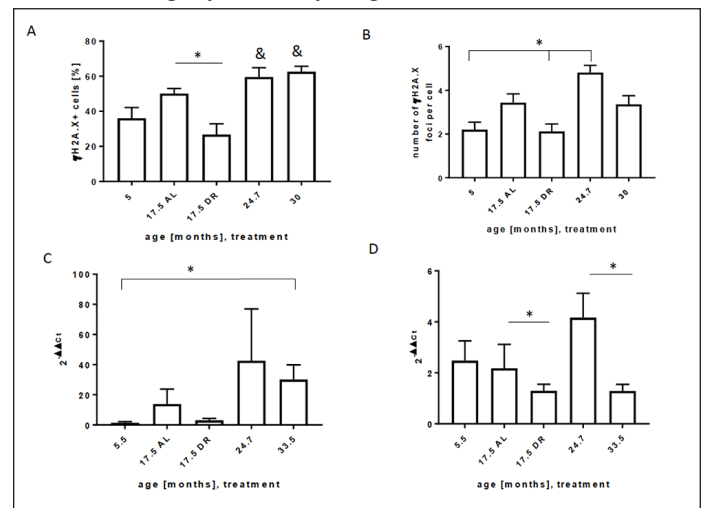 A
γH2A.X+ cells [%]
80
60
40
20
0
*
&
&
5
17.5 AL
17.5 DR
24.7
30
age [months], treatment
B
number of γH2A.X
foci per cell
6
4
2
0
*
5
17.5 AL
17.5 DR
24.7
30
age [months], treatment
C
2-▲▲Ct
100
80
60
40
20
0
*
5.5
17.5 AL
17.5 DR
24.7
33.5
age [months], treatment
D
2-▲▲Ct
6
4
2
0
*
*
5.5
17.5 AL
17.5 DR
24.7
33.5
age [months], treatment